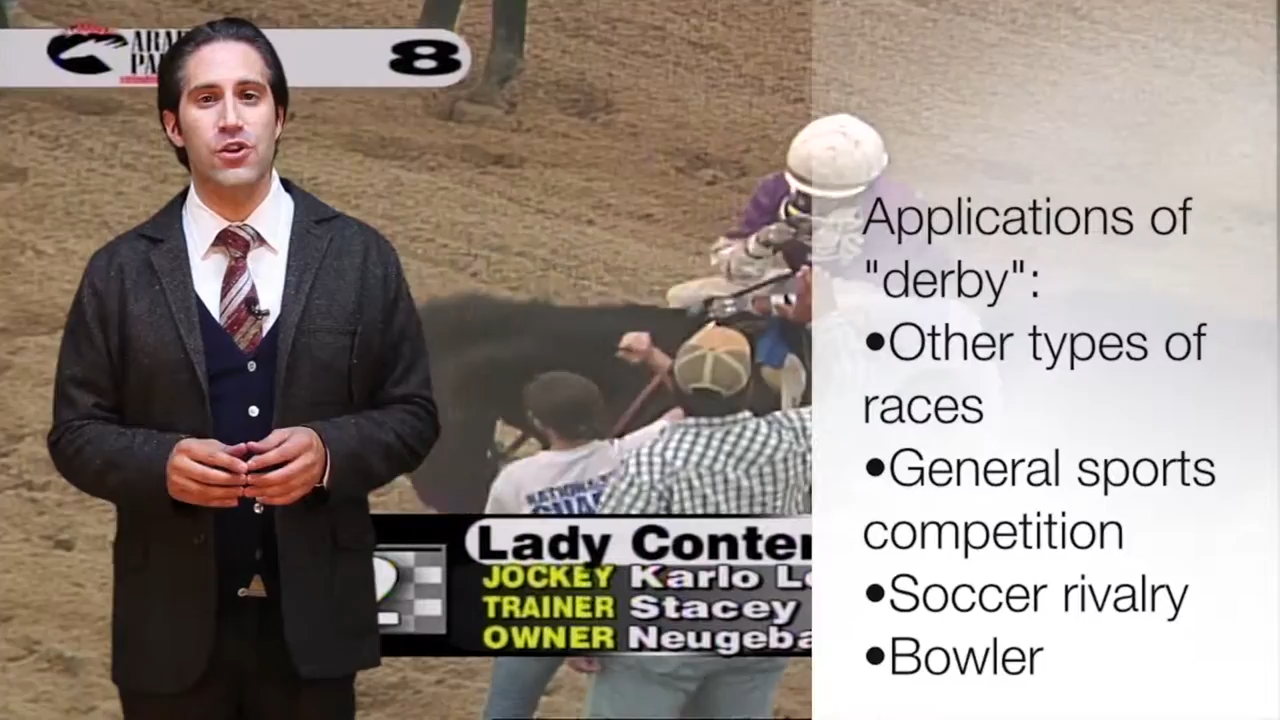 8
Applications of
"derby":
•Other types of
races
•General sports
competition
•Soccer rivalry
•Bowler
Lady
JOCKEY Karlo
TRAINER Stacey
OWNER